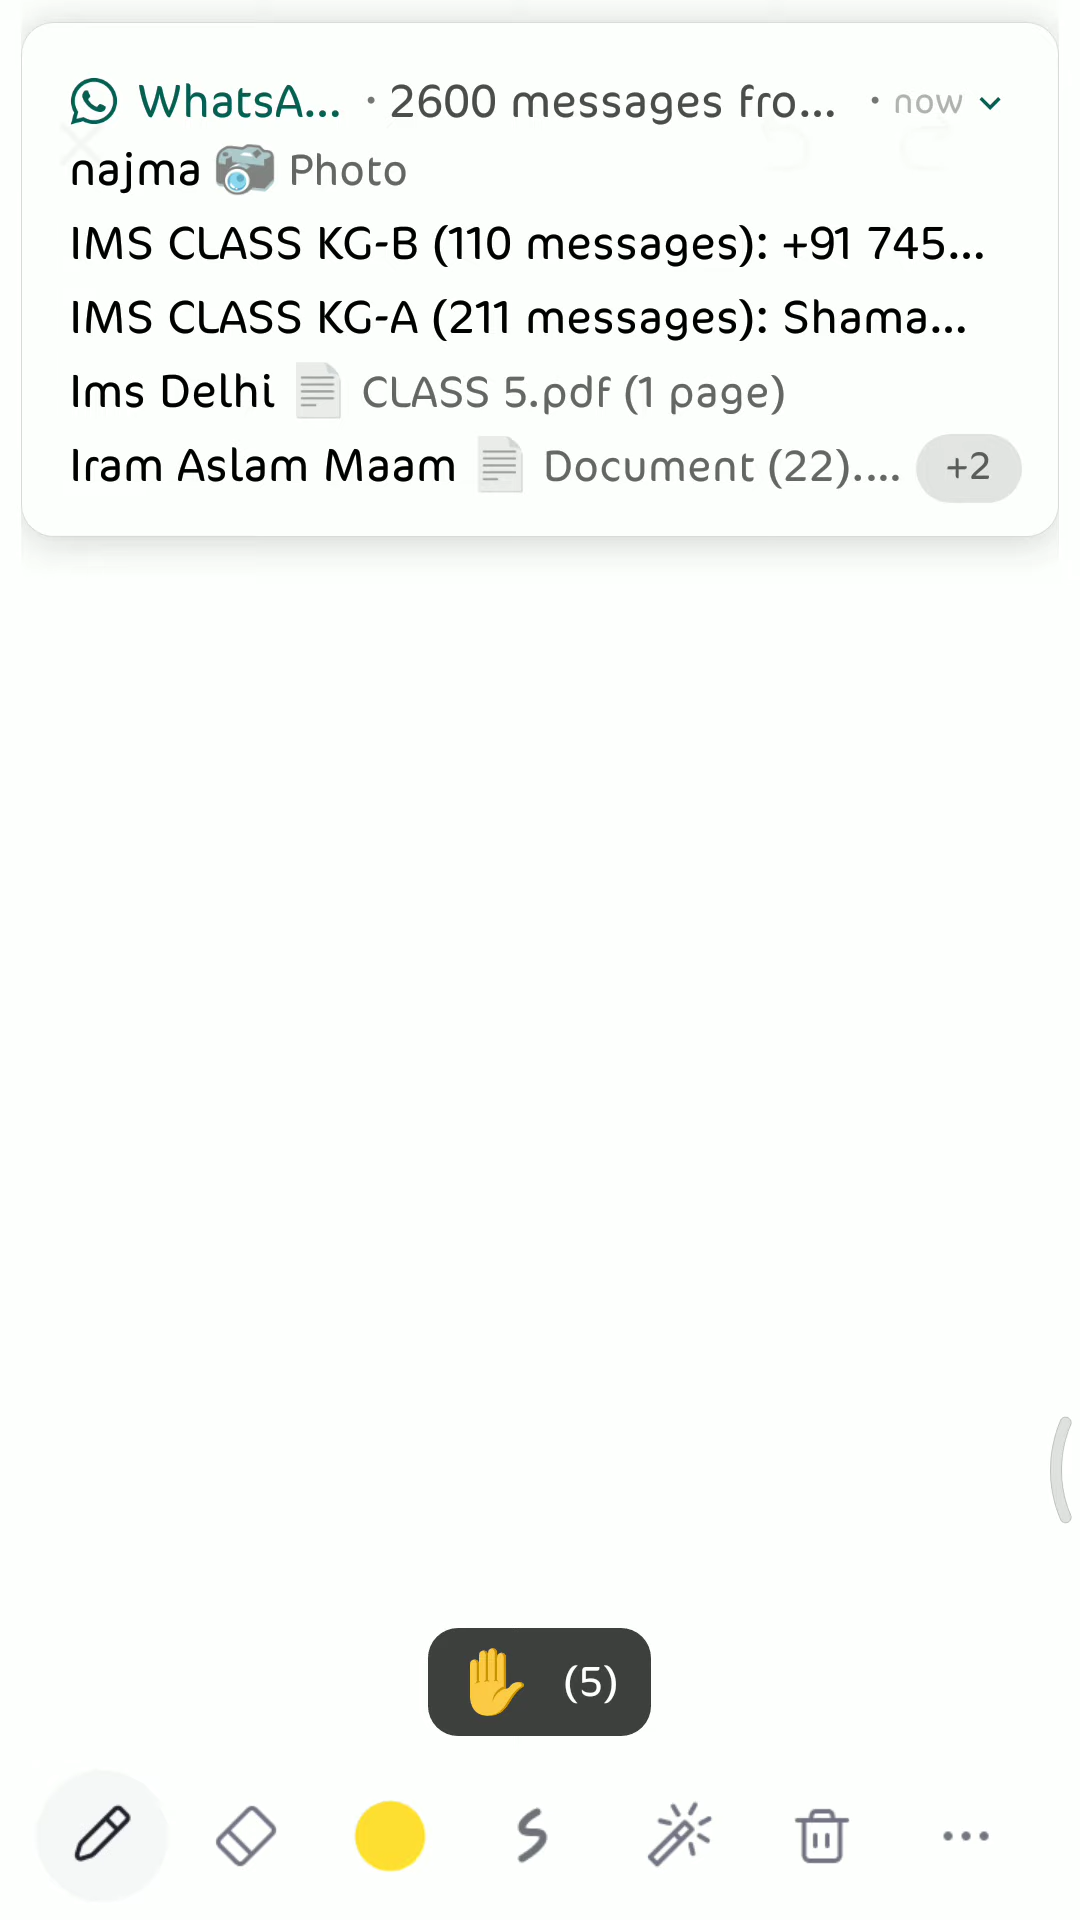 WhatsA... · 2600 messages fro... · now
najma 📷 Photo
IMS CLASS KG-B (110 messages): +91 745...
IMS CLASS KG-A (211 messages): Shama...
Ims Delhi 📄 CLASS 5.pdf (1 page)
Iram Aslam Maam 📄 Document (22).... +2
✋ (5)